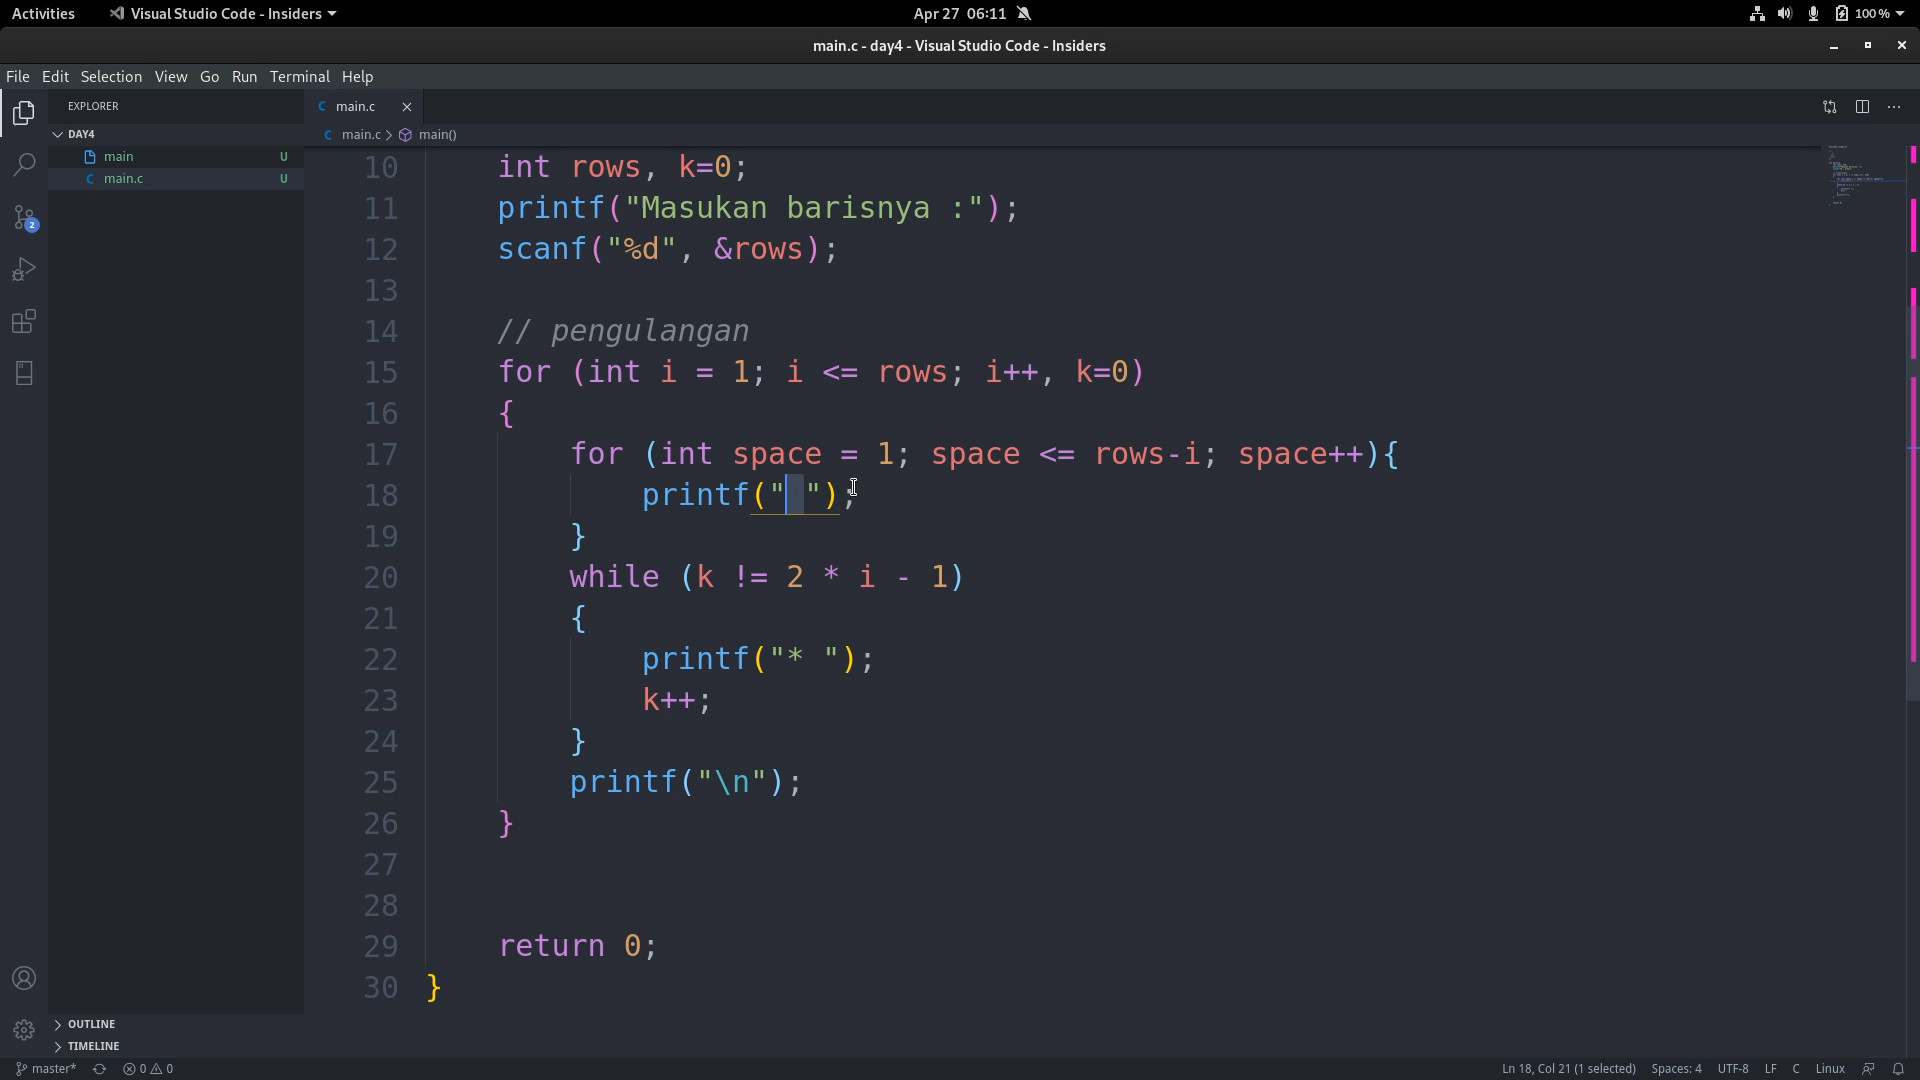 Activities Visual Studio Code - Insiders Apr 27 06:11 100 %
main.c - day4 - Visual Studio Code - Insiders
File Edit Selection View Go Run Terminal Help
EXPLORER
DAY4
main U
main.c U
2
OUTLINE
TIMELINE
main.c
main.c > main()
10 int rows, k=0;
11 printf("Masukan barisnya :");
12 scanf("%d", &rows);
13
14 // pengulangan
15 for (int i = 1; i <= rows; i++, k=0)
16 {
17 for (int space = 1; space <= rows-i; space++){
18 printf(" ");
19 }
20 while (k != 2 * i - 1)
21 {
22 printf("* ");
23 k++;
24 }
25 printf("\n");
26 }
27
28
29 return 0;
30 }
master* 0 0 Ln 18, Col 21 (1 selected) Spaces: 4 UTF-8 LF C Linux